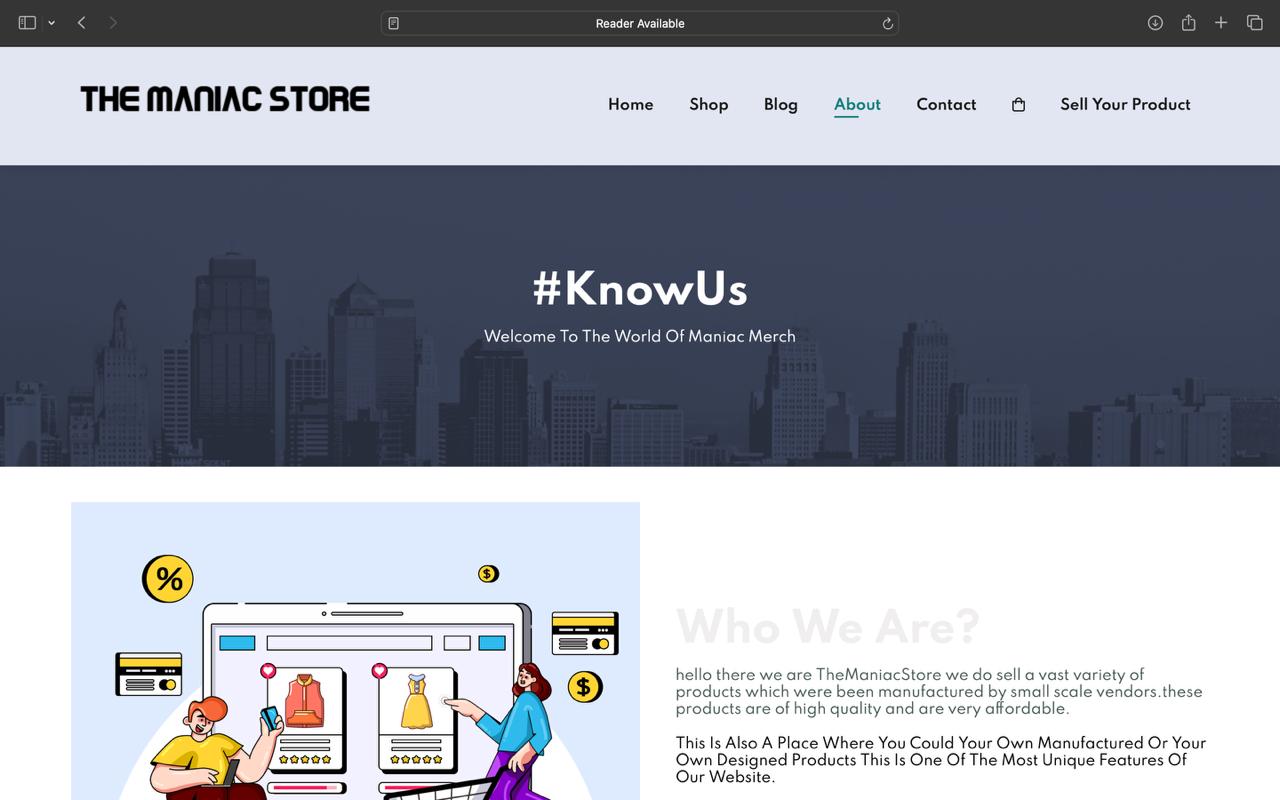 Reader Available
THE MANIAC STORE
Home Shop Blog About Contact Sell Your Product
#KnowUs
Welcome To The World Of Maniac Merch
%
$
$
Who We Are?
hello there we are TheManiacStore we do sell a vast variety of
products which were been manufactured by small scale vendors.these
products are of high quality and are very affordable.
This Is Also A Place Where You Could Your Own Manufactured Or Your
Own Designed Products This Is One Of The Most Unique Features Of
Our Website.